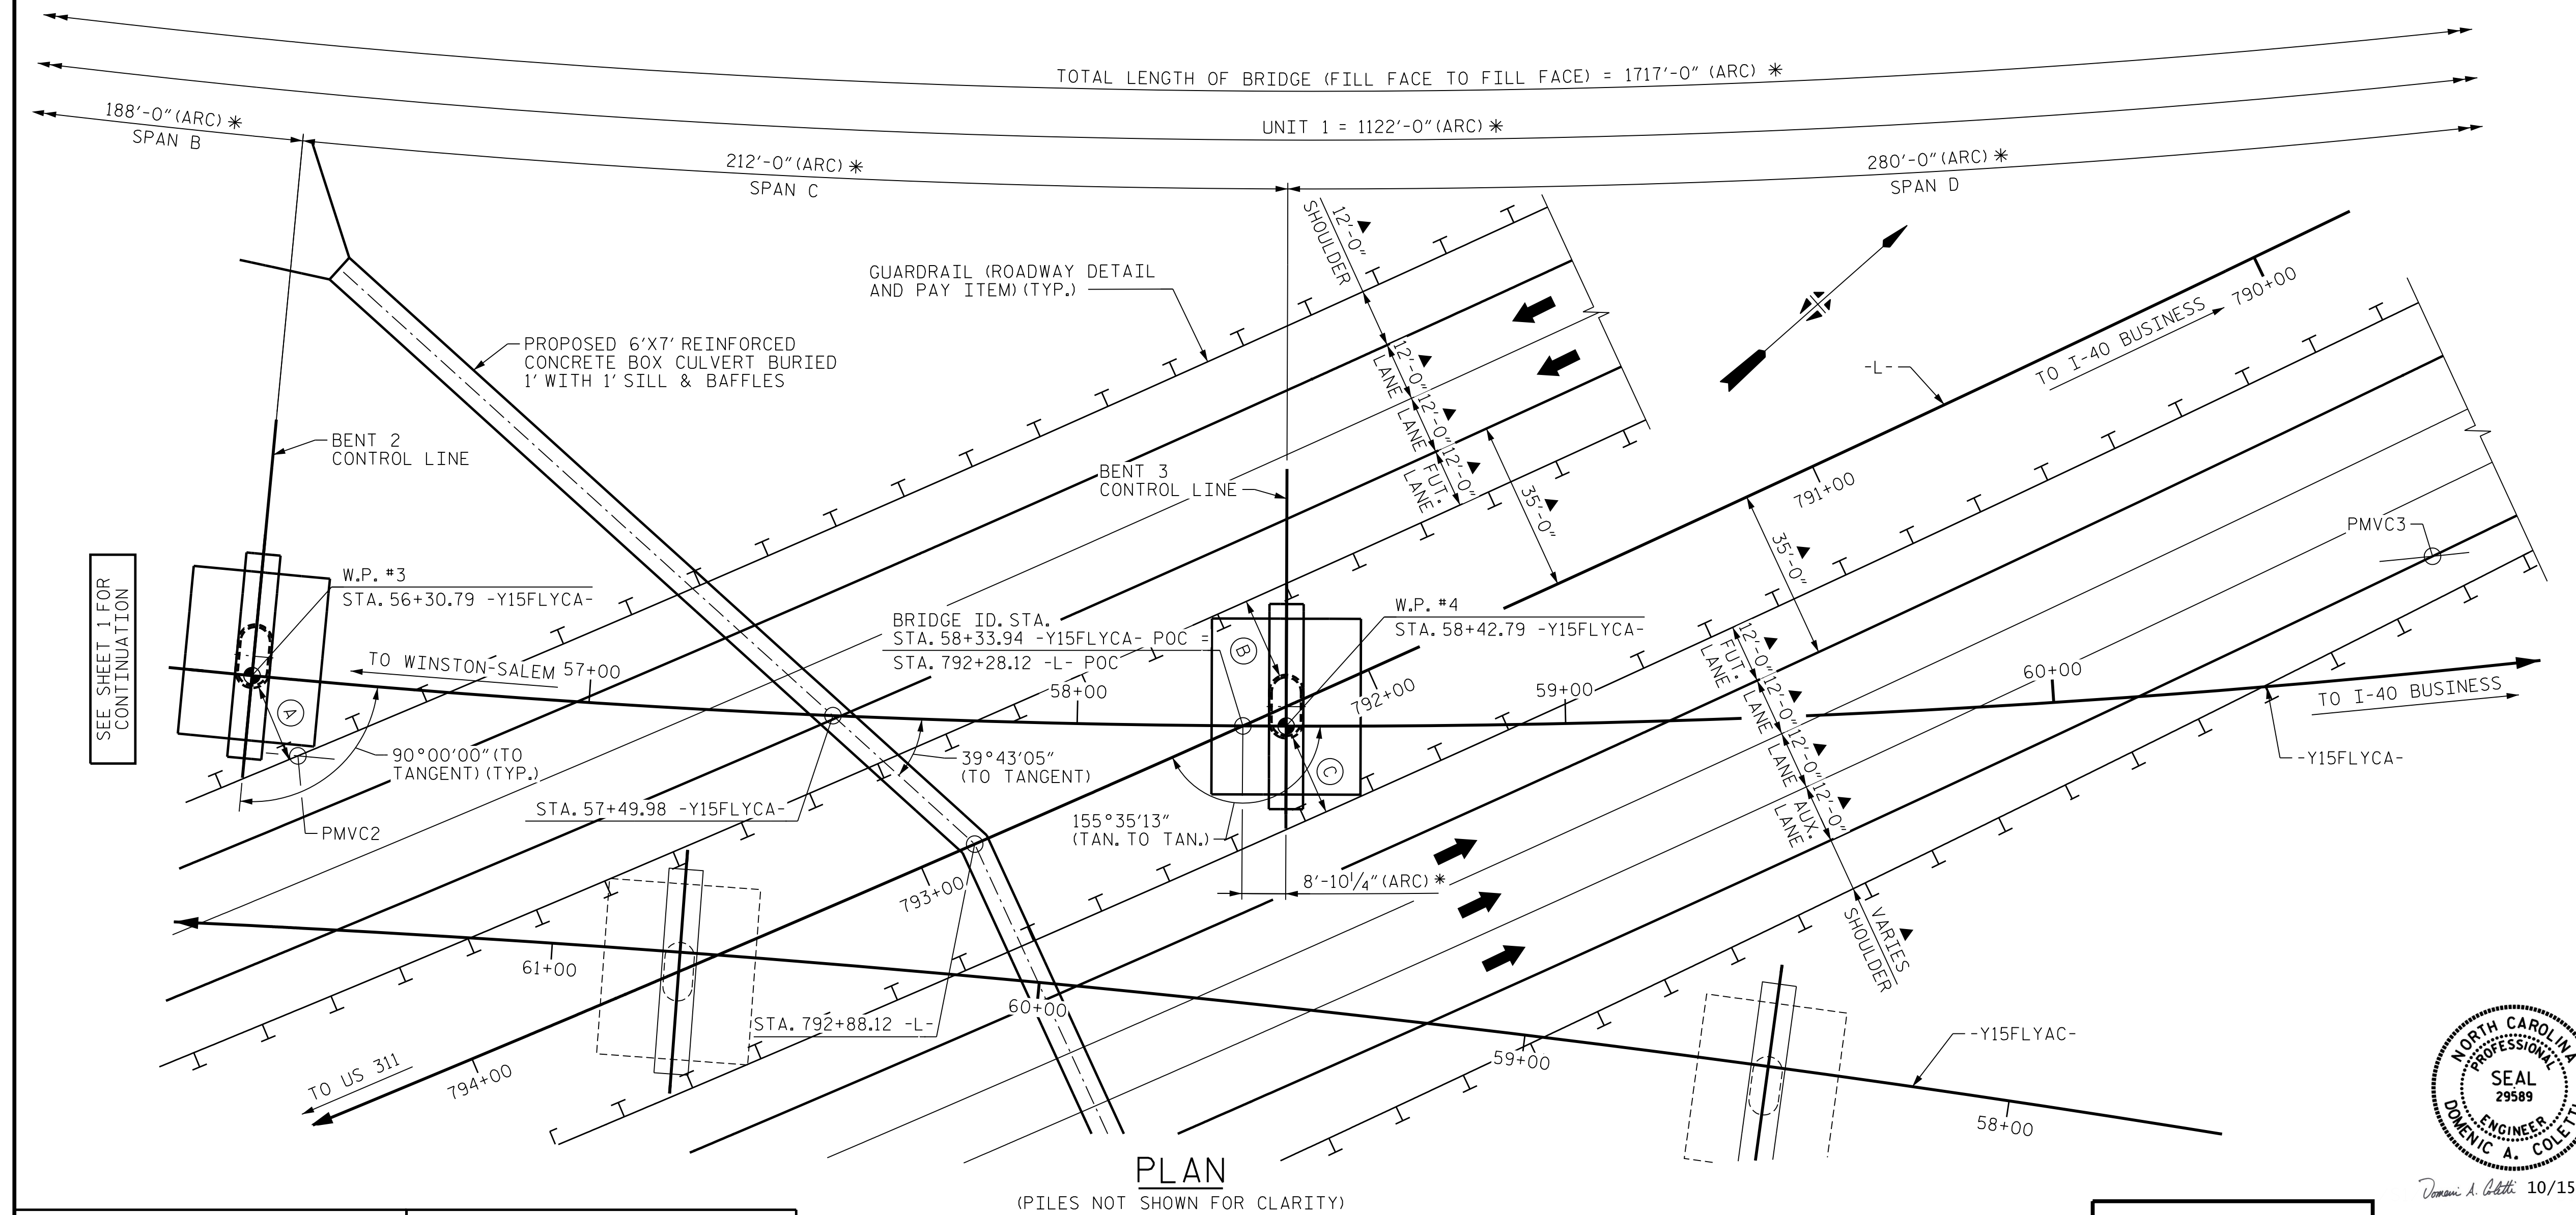 TOTAL LENGTH OF BRIDGE (FILL FACE TO FILL FACE) = 1717'-0" (ARC) *
UNIT 1 = 1122'-0" (ARC) *
188'-0" (ARC) *
SPAN B
212'-0" (ARC) *
SPAN C
280'-0" (ARC) *
SPAN D
12'-0"▲
SHOULDER
GUARDRAIL (ROADWAY DETAIL
AND PAY ITEM) (TYP.)
PROPOSED 6'X7' REINFORCED
CONCRETE BOX CULVERT BURIED
1' WITH 1' SILL & BAFFLES
12'-0"▲
LANE
12'-0"▲
LANE
12'-0"▲
FUT.
LANE
35'-0"▲
790+00
TO I-40 BUSINESS
-L-
791+00
BENT 2
CONTROL LINE
BENT 3
CONTROL LINE
35'-0"▲
PMVC3
SEE SHEET 1 FOR
CONTINUATION
W.P. #3
STA. 56+30.79 -Y15FLYCA-
BRIDGE ID. STA.
STA. 58+33.94 -Y15FLYCA- POC =
STA. 792+28.12 -L- POC
W.P. #4
STA. 58+42.79 -Y15FLYCA-
TO WINSTON-SALEM
57+00
58+00
792+00
59+00
60+00
TO I-40 BUSINESS
A
B
C
12'-0"▲
FUT.
LANE
12'-0"▲
LANE
12'-0"▲
LANE
12'-0"▲
AUX.
LANE
VARIES▲
SHOULDER
-Y15FLYCA-
90°00'00" (TO
TANGENT) (TYP.)
39°43'05"
(TO TANGENT)
STA. 57+49.98 -Y15FLYCA-
PMVC2
155°35'13"
(TAN. TO TAN.)
8'-10¼" (ARC) *
793+00
61+00
60+00
STA. 792+88.12 -L-
59+00
-Y15FLYAC-
58+00
TO US 311
794+00
PLAN
(PILES NOT SHOWN FOR CLARITY)
NORTH CAROLINA
PROFESSIONAL
SEAL
29589
ENGINEER
DOMENIC A. COLETTI
Domenic A. Coletti 10/15